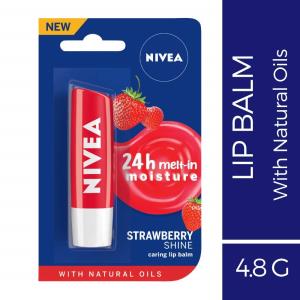 NEW
NIVEA
NIVEA
24h melt-in
moisture
STRAWBERRY
SHINE
caring lip balm
WITH NATURAL OILS
LIP BALM
With Natural Oils
4.8 G